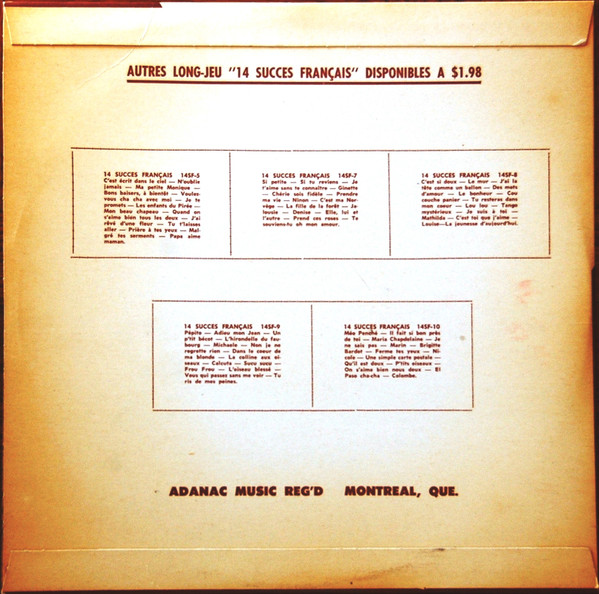 AUTRES LONG-JEU "14 SUCCES FRANÇAIS" DISPONIBLES A $1.98
14 SUCCES FRANÇAIS 14SF-5
C'est écrit dans le ciel — N'oublie
jamais — Ma petite Monique —
Bons baisers, à bientôt — Voulez-
vous cha cha avec moi — Je te
promets — Les enfants du Pirée —
Mon beau chapeau — Quand on
s'aime bien tous les deux — J'ai
rêvé d'une fleur — Tu t'laisses
aller — Prière à tes yeux — Mal-
gré tes serments — Papa aime
maman.
14 SUCCES FRANÇAIS 14SF-7
Si petite — Si tu reviens — Je
t'aime sans te connaître — Ginette
— Chérie sois fidèle — Prendre
ma vie — Ninon — C'est ma Nor-
vège — La fille de la forêt — Ja-
lousie — Denise — Elle, lui et
l'autre — Prend ces roses — Te
souviens-tu oh mon amour.
14 SUCCES FRANÇAIS 14SF-8
C'est si doux — La mer — J'ai la
tête comme un ballon — Des mots
d'amour — Le bonheur — Cou
couche panier — Tu resteras dans
mon coeur — Lou lou — Tango
mystérieux — Je suis à toi —
Mathilda — C'est toi que j'aime —
Louise—La jeunesse d'aujourd'hui.
14 SUCCES FRANÇAIS 14SF-9
Pépito — Adieu mon Jean — Un
p'tit bécot — L'hirondelle du fau-
bourg — Michaela — Non je ne
regrette rien — Dans le coeur de
ma blonde — La colline aux oi-
seaux — Calcuta — Sucu sucu —
Frou Frou — L'oiseau blessé —
Vous qui passez sans me voir — Tu
ris de mes peines.
14 SUCCES FRANÇAIS 14SF-10
Mée Pondhé — Il fait si bon près
de toi — Maria Chapdelaine — Je
ne sais pas — Marin — Brigitte
Bardot — Ferme tes yeux — Ni-
cola — Une simple carte postale —
Qu'il est doux — P'tits oiseaux —
On s'aime bien nous deux — El
Paso cha-cha — Colombo.
ADANAC MUSIC REG'D MONTREAL, QUE.